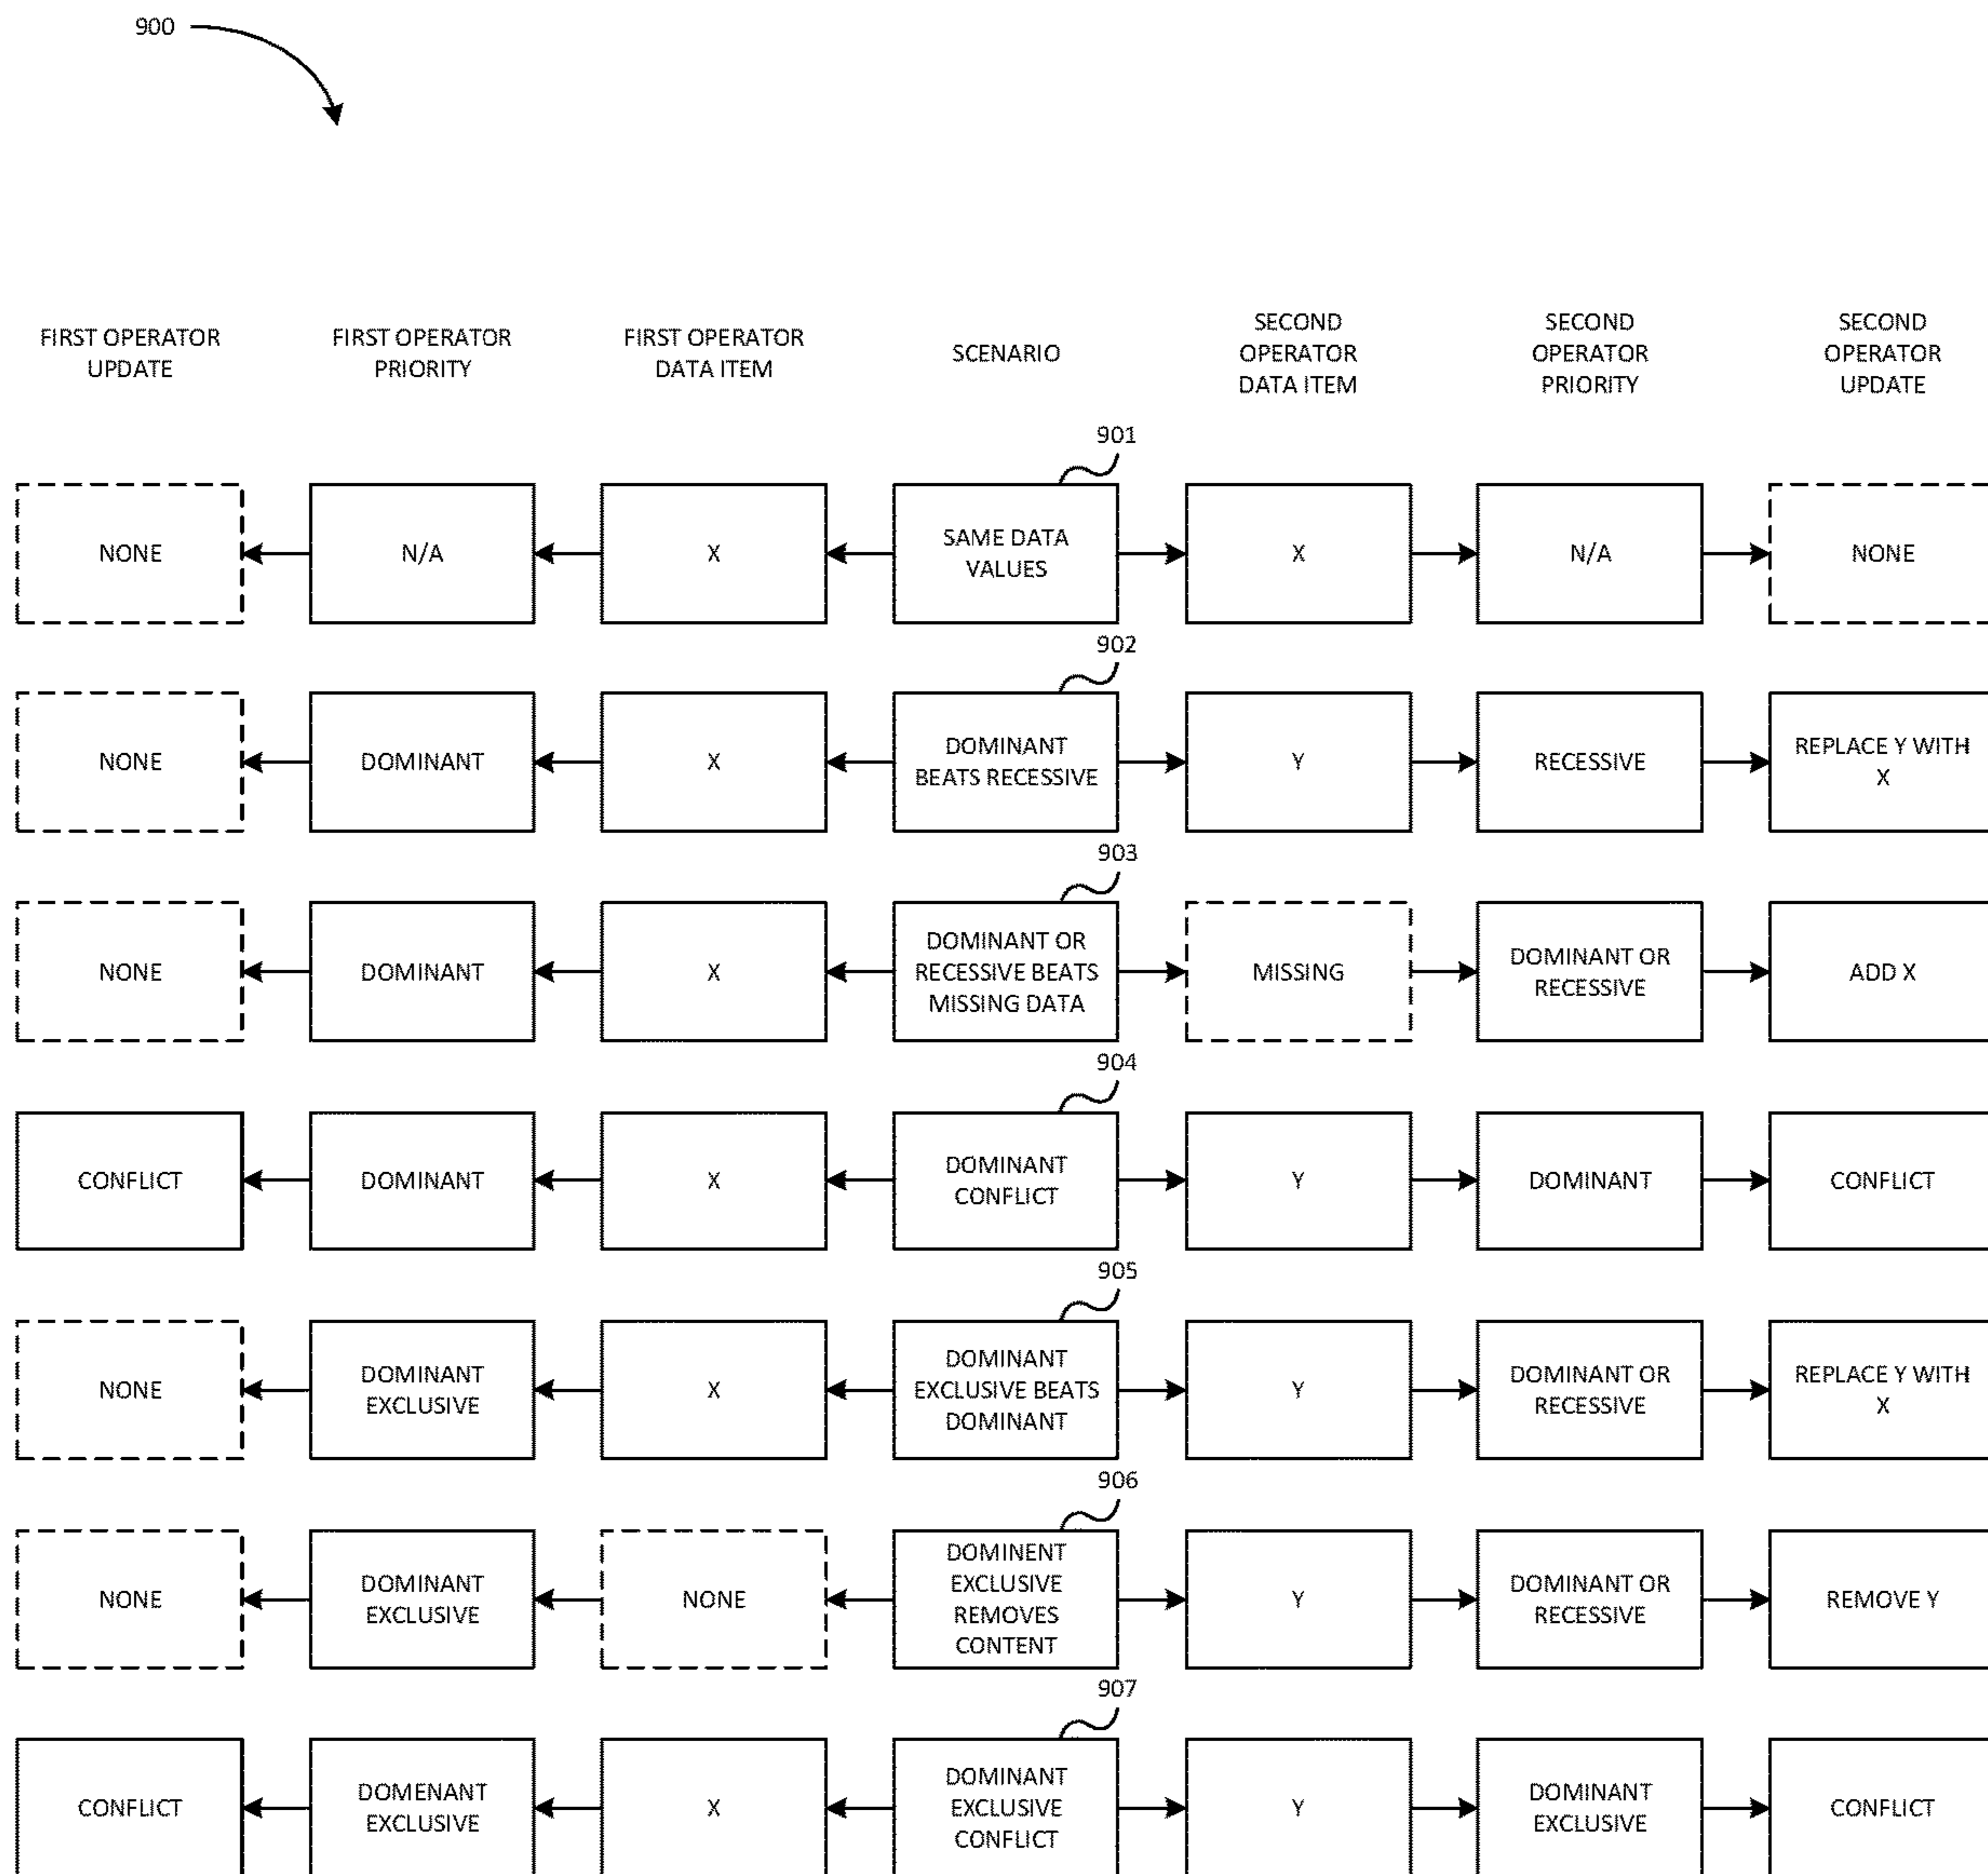 900
FIRST OPERATOR
UPDATE
FIRST OPERATOR
PRIORITY
FIRST OPERATOR
DATA ITEM
SCENARIO
SECOND
OPERATOR
DATA ITEM
SECOND
OPERATOR
PRIORITY
SECOND
OPERATOR
UPDATE
901
NONE
N/A
X
SAME DATA
VALUES
X
N/A
NONE
902
NONE
DOMINANT
X
DOMINANT
BEATS RECESSIVE
Y
RECESSIVE
REPLACE Y WITH
X
903
NONE
DOMINANT
X
DOMINANT OR
RECESSIVE BEATS
MISSING DATA
MISSING
DOMINANT OR
RECESSIVE
ADD X
904
CONFLICT
DOMINANT
X
DOMINANT
CONFLICT
Y
DOMINANT
CONFLICT
905
NONE
DOMINANT
EXCLUSIVE
X
DOMINANT
EXCLUSIVE BEATS
DOMINANT
Y
DOMINANT OR
RECESSIVE
REPLACE Y WITH
X
906
NONE
DOMINANT
EXCLUSIVE
NONE
DOMINENT
EXCLUSIVE
REMOVES
CONTENT
Y
DOMINANT OR
RECESSIVE
REMOVE Y
907
CONFLICT
DOMENANT
EXCLUSIVE
X
DOMINANT
EXCLUSIVE
CONFLICT
Y
DOMINANT
EXCLUSIVE
CONFLICT